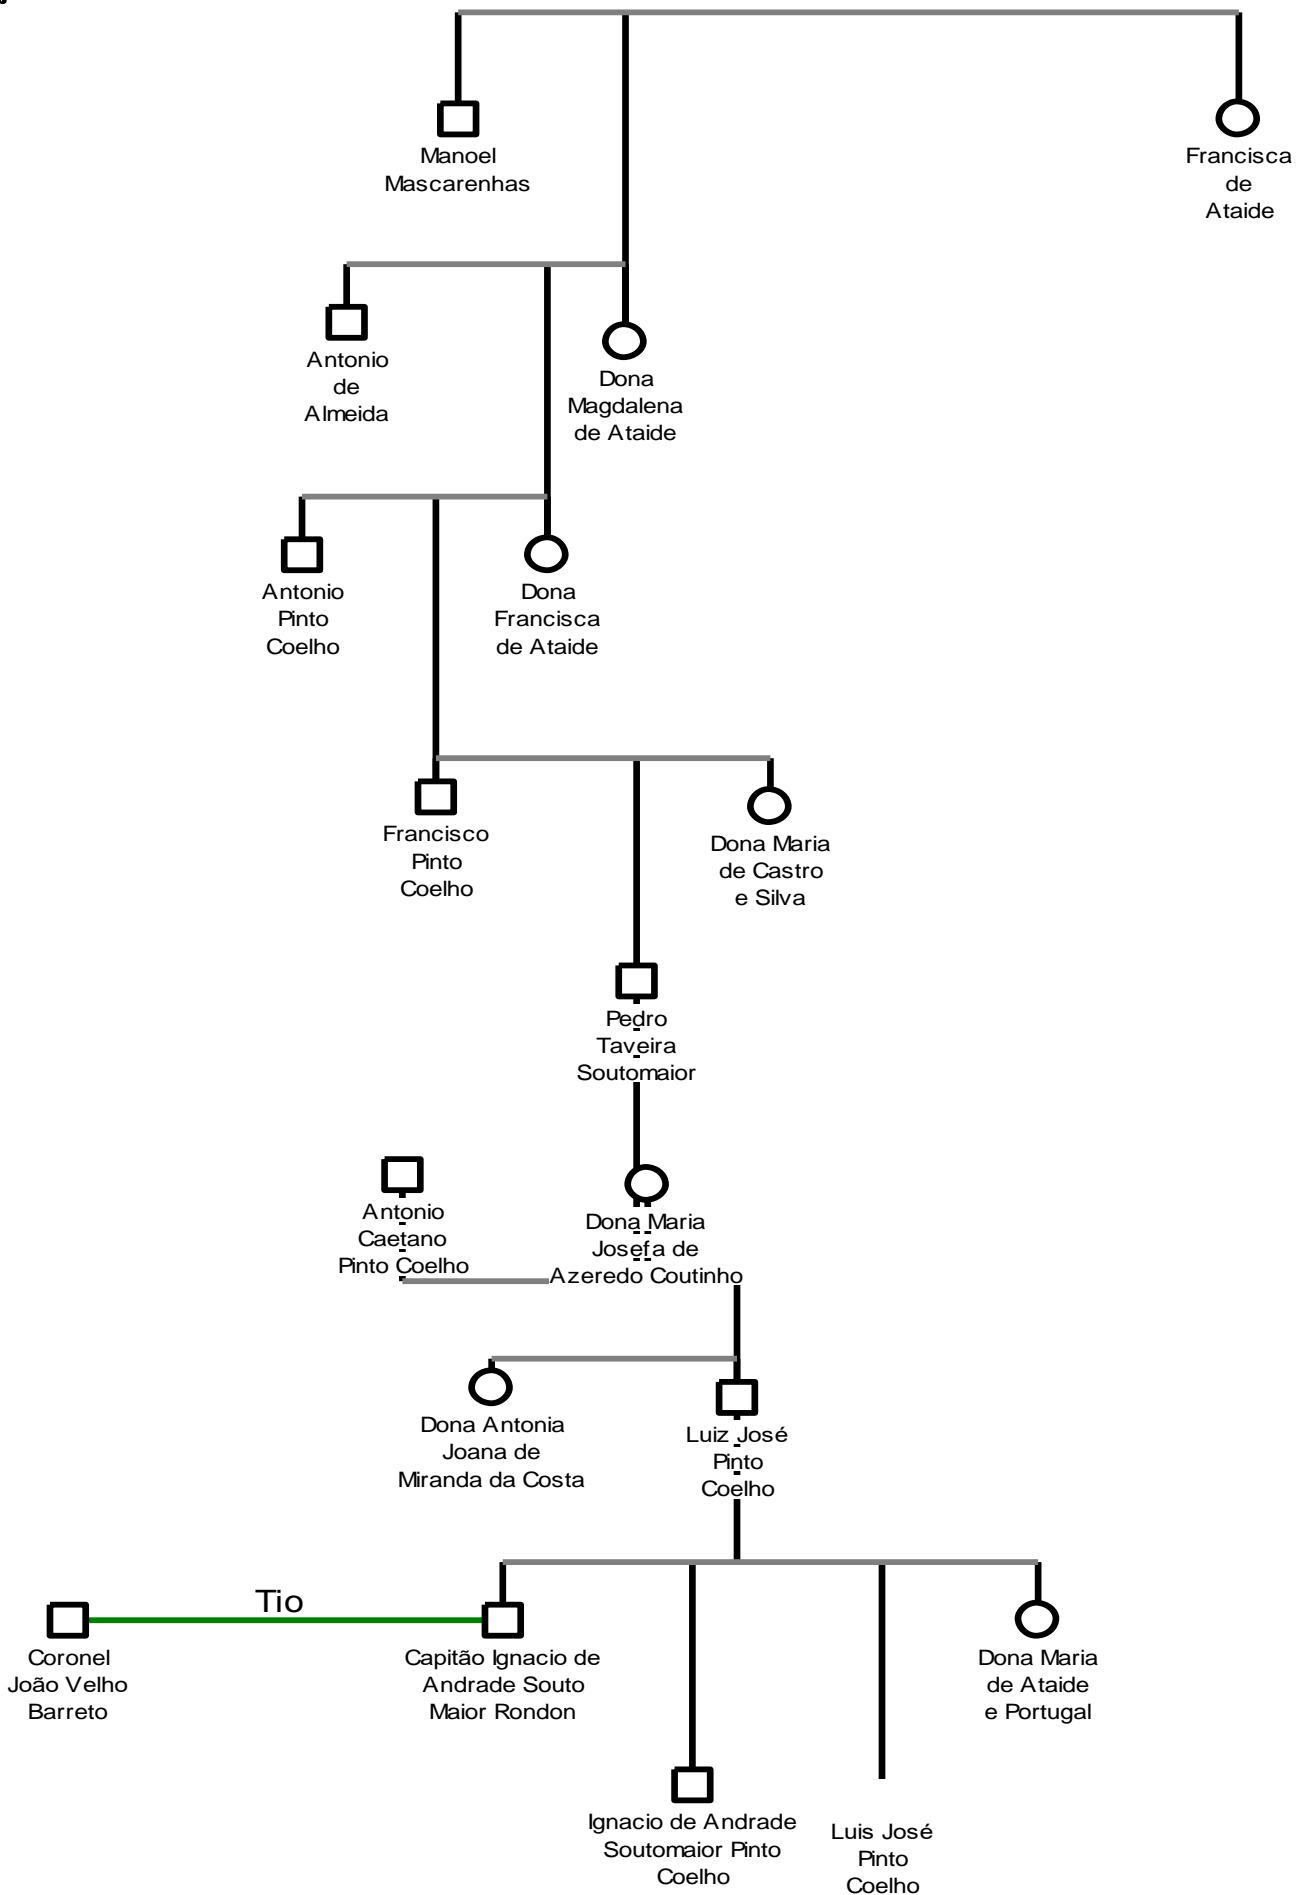 Manoel
Mascarenhas
Francisca
de
Ataide
Antonio
de
Almeida
Dona
Magdalena
de Ataide
Antonio
Pinto
Coelho
Dona
Francisca
de Ataide
Francisco
Pinto
Coelho
Dona Maria
de Castro
e Silva
Pedro
Taveira
Soutomaior
Antonio
Caetano
Pinto Coelho
Dona Maria
Josefa de
Azeredo Coutinho
Dona Antonia
Joana de
Miranda da Costa
Luiz José
Pinto
Coelho
Tio
Coronel
João Velho
Barreto
Capitão Ignacio de
Andrade Souto
Maior Rondon
Dona Maria
de Ataide
e Portugal
Ignacio de Andrade
Soutomaior Pinto
Coelho
Luis José
Pinto
Coelho